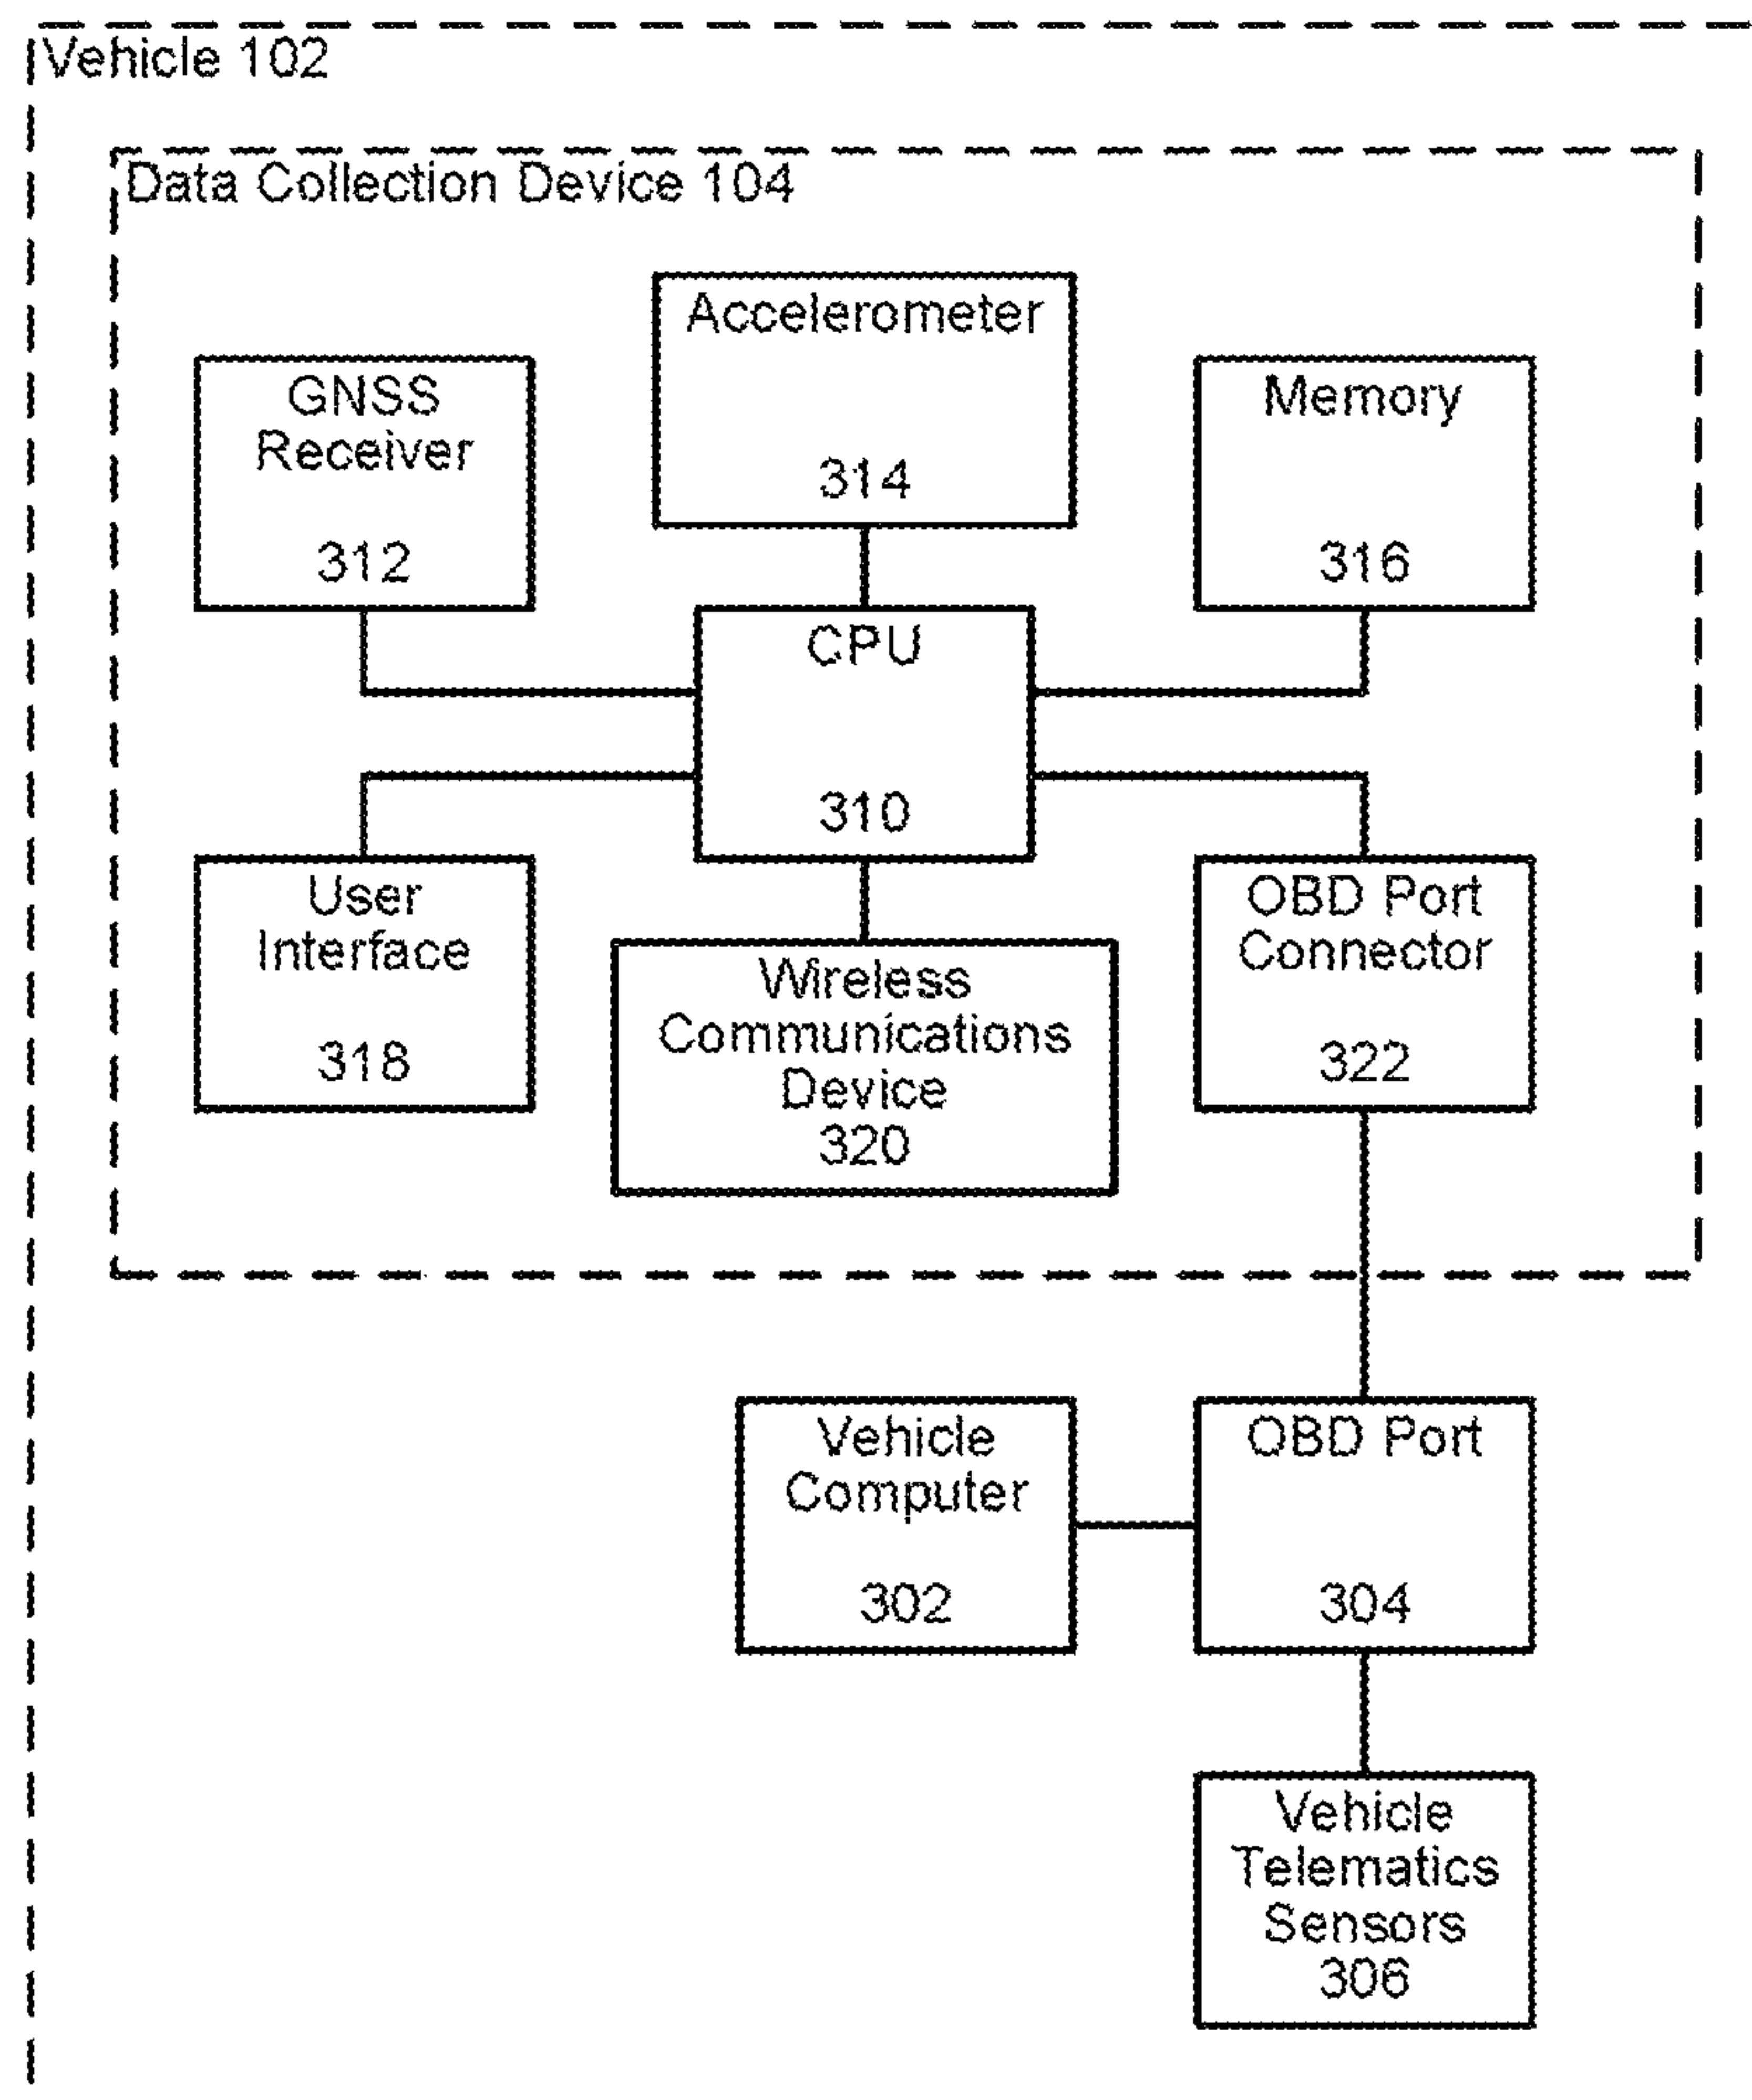 Vehicle 102
Data Collection Device 104
Accelerometer
314
GNSS
Receiver
312
Memory
316
CPU
310
User
Interface
318
Wireless
Communications
Device
320
OBD Port
Connector
322
Vehicle
Computer
302
OBD Port
304
Vehicle
Telematics
Sensors
306